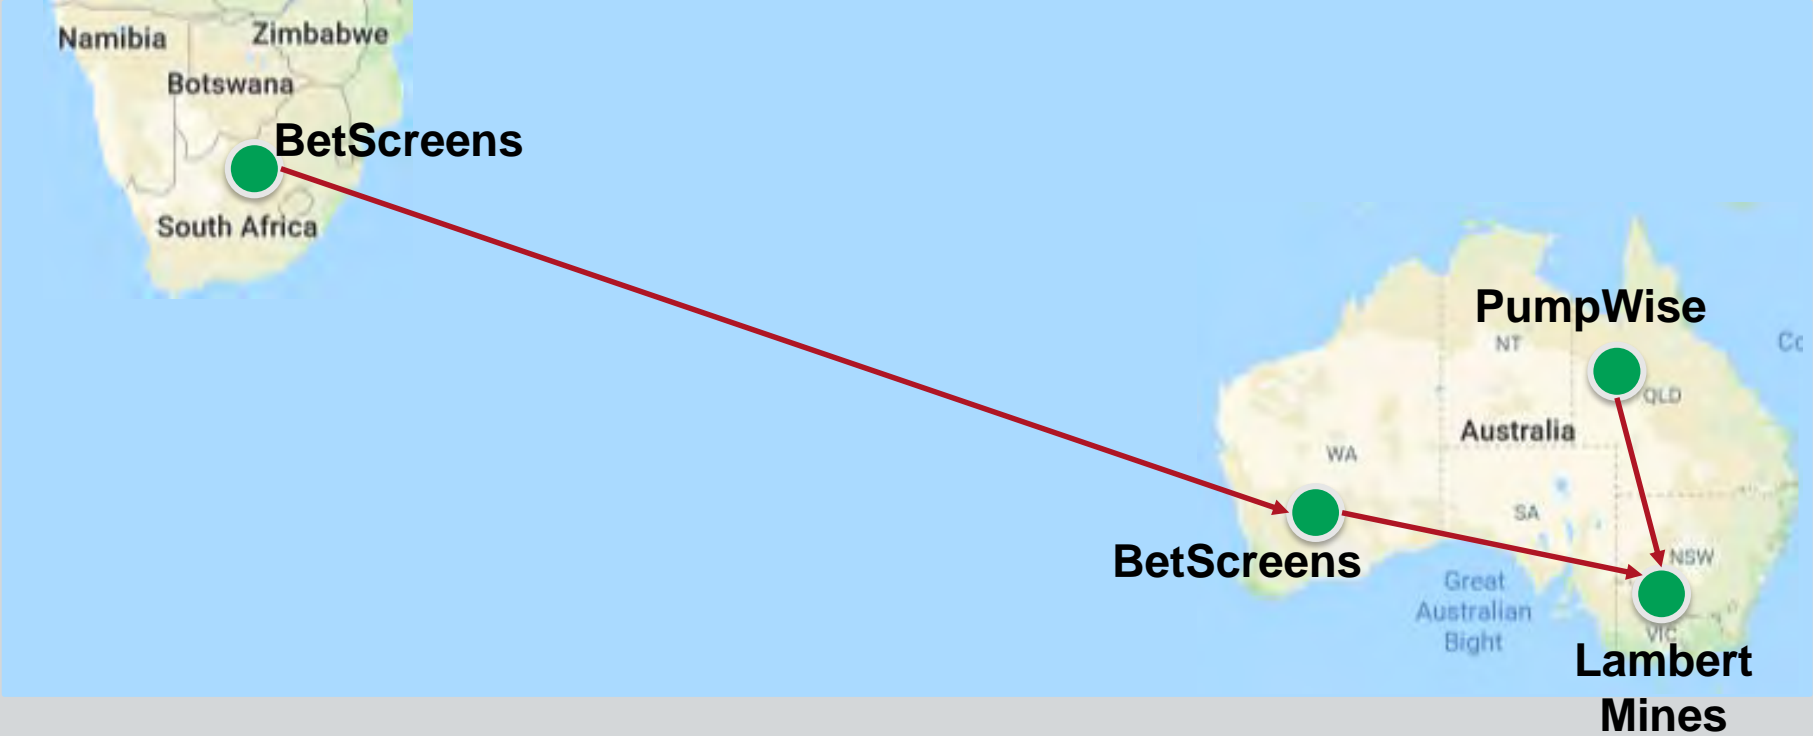 Namibia
Zimbabwe
Botswana
BetScreens
South Africa
PumpWise
NT
Co
QLD
Australia
WA
SA
BetScreens
NSW
Great
Australian
Bight
VIC
Lambert
Mines